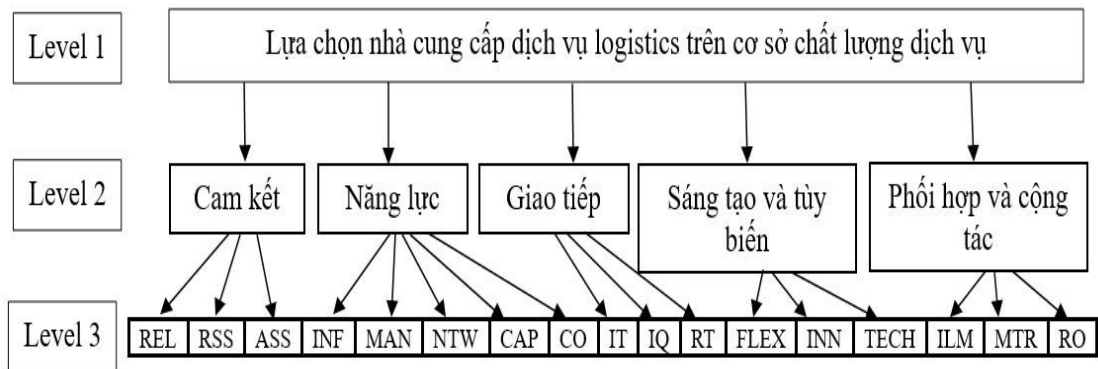 Level 1
Lựa chọn nhà cung cấp dịch vụ logistics trên cơ sở chất lượng dịch vụ
Level 2
Cam kết
Năng lực
Giao tiếp
Sáng tạo và tùy
biến
Phối hợp và cộng
tác
Level 3
REL RSS ASS INF MAN NTW CAP CO IT IQ RT FLEX INN TECH ILM MTR RO